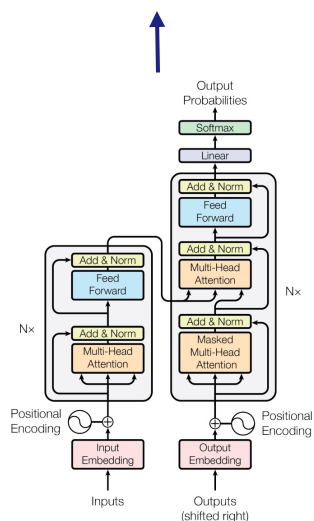 Output
Probabilities
Softmax
Linear
Add & Norm
Feed
Forward
Add & Norm
Multi-Head
Attention
Add & Norm
Masked
Multi-Head
Attention
N×
Add & Norm
Feed
Forward
Add & Norm
Multi-Head
Attention
N×
Positional
Encoding
Positional
Encoding
Input
Embedding
Output
Embedding
Inputs
Outputs
(shifted right)